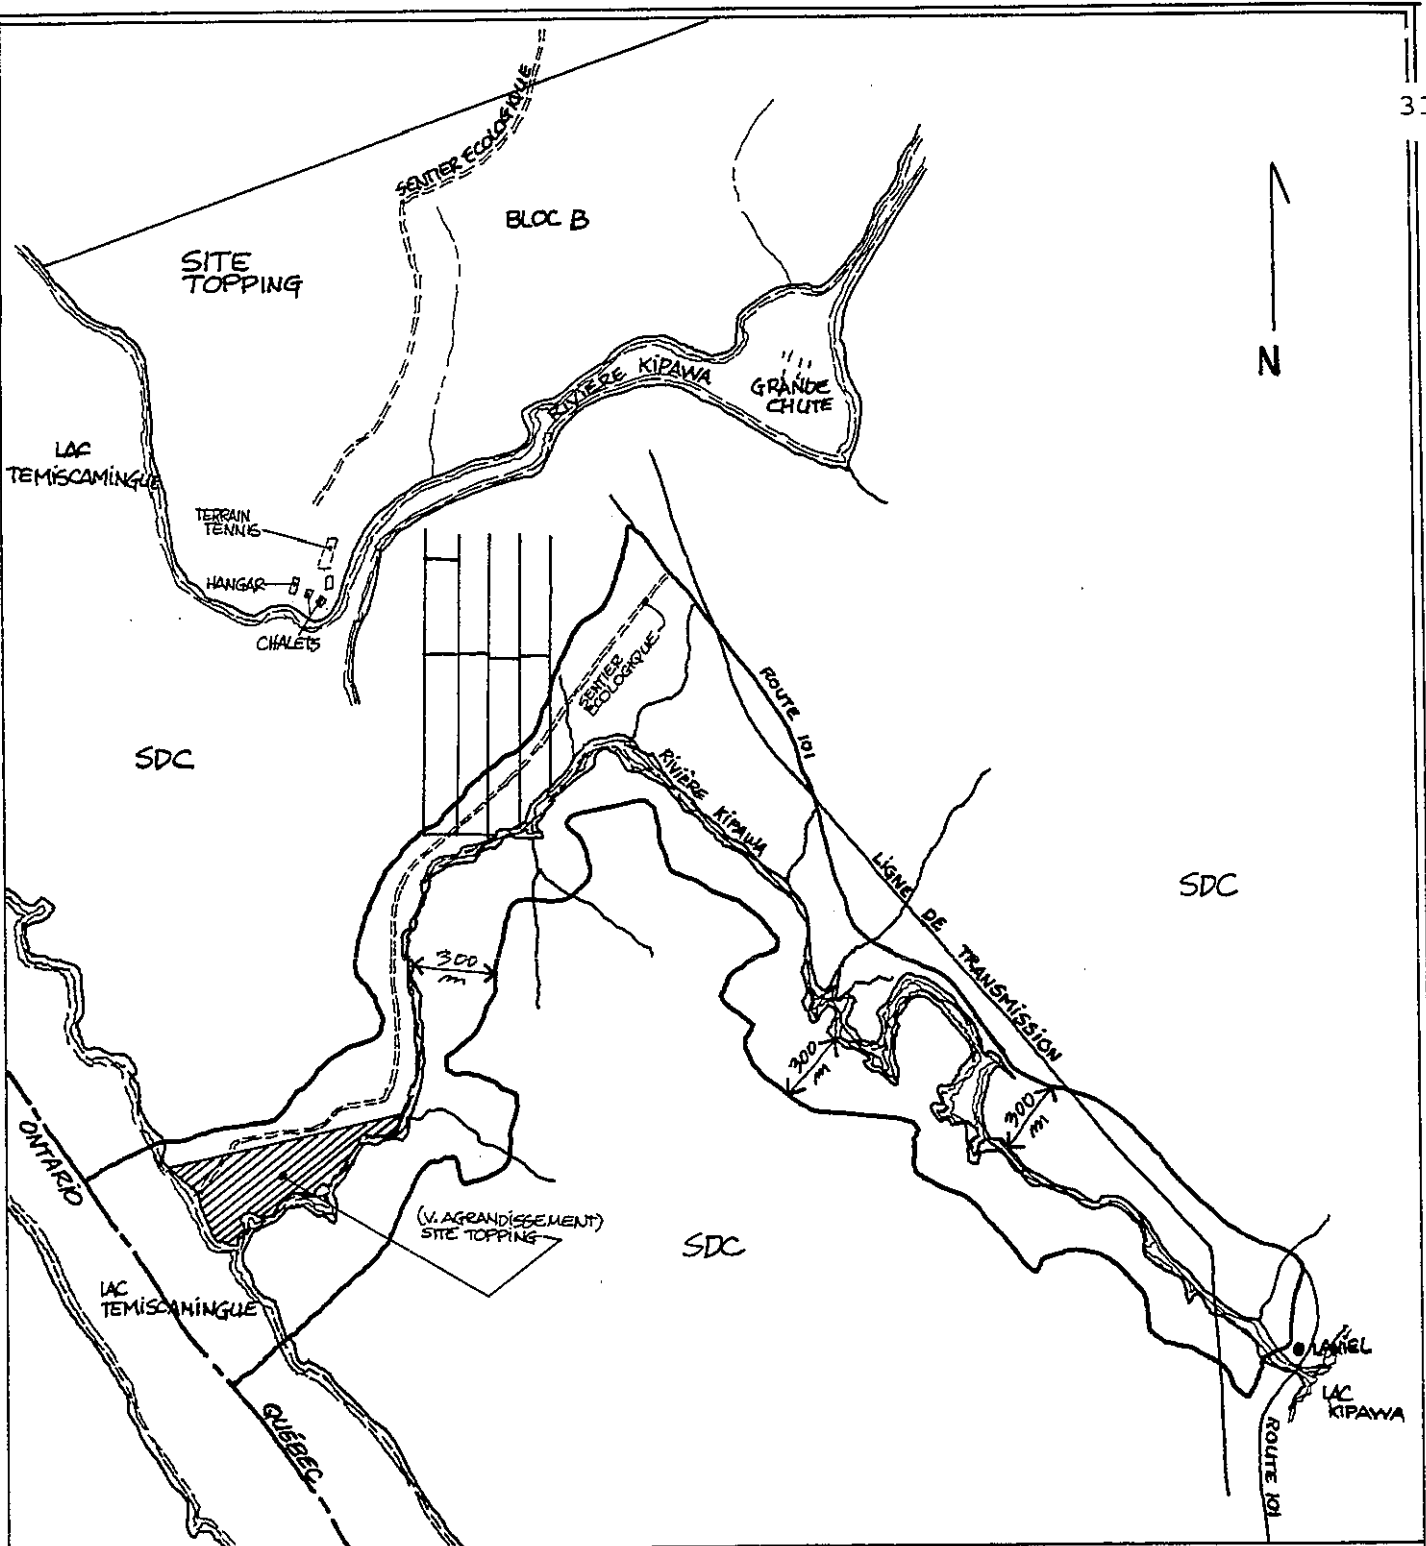 33
SENTIER ECOLOGIQUE
BLOC B
SITE
TOPPING
N
RIVIÈRE KIPAWA
GRANDE
CHUTE
LAC
TEMISCAMINGUE
TERRAIN
TENNIS
HANGAR
CHALETS
SENTIER
ECOLOGIQUE
ROUTE 101
SDC
RIVIÈRE KIPAWA
LIGNE DE TRANSMISSION
SDC
300
m
300
m
300
m
ONTARIO
(V. AGRANDISSEMENT)
SITE TOPPING
SDC
LAC
TEMISCAMINGUE
QUÉBEC
LANIEL
LAC
KIPAWA
ROUTE 101